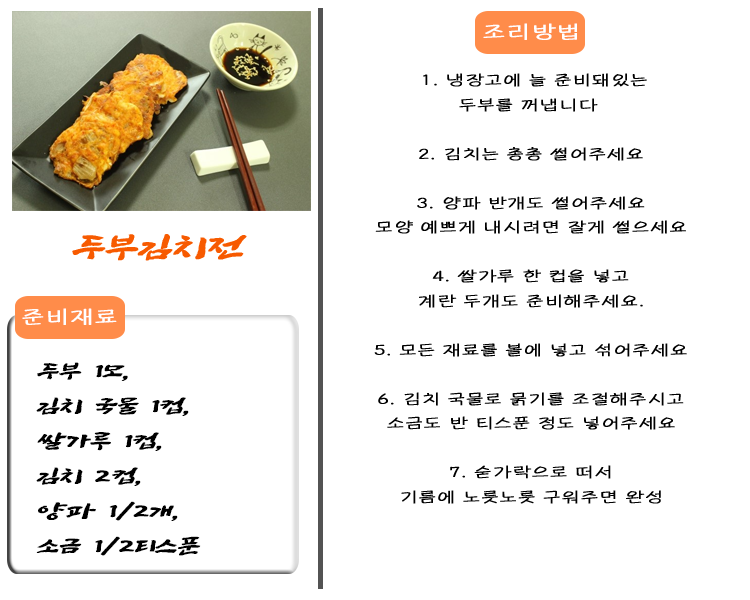 두부김치전
준비재료
두부 1모,
김치 국물 1컵,
쌀가루 1컵,
김치 2컵,
양파 1/2개,
소금 1/2티스푼
조리방법
1. 냉장고에 늘 준비돼있는
두부를 꺼냅니다
2. 김치는 총총 썰어주세요
3. 양파 반개도 썰어주세요
모양 예쁘게 내시려면 잘게 썰으세요
4. 쌀가루 한 컵을 넣고
계란 두개도 준비해주세요.
5. 모든 재료를 볼에 넣고 섞어주세요
6. 김치 국물로 묽기를 조절해주시고
소금도 반 티스푼 정도 넣어주세요
7. 숟가락으로 떠서
기름에 노릇노릇 구워주면 완성